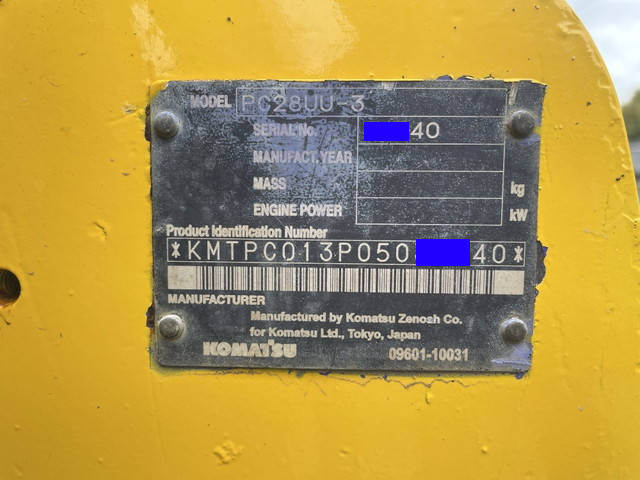 MODEL PC28UU-3
SERIAL No. 40
MANUFACT. YEAR
MASS kg
ENGINE POWER kW
Product Identification Number
*KMTPC013P050 40*
MANUFACTURER
Manufactured by Komatsu Zenoah Co.
for Komatsu Ltd., Tokyo, Japan
KOMATSU 09601-10031